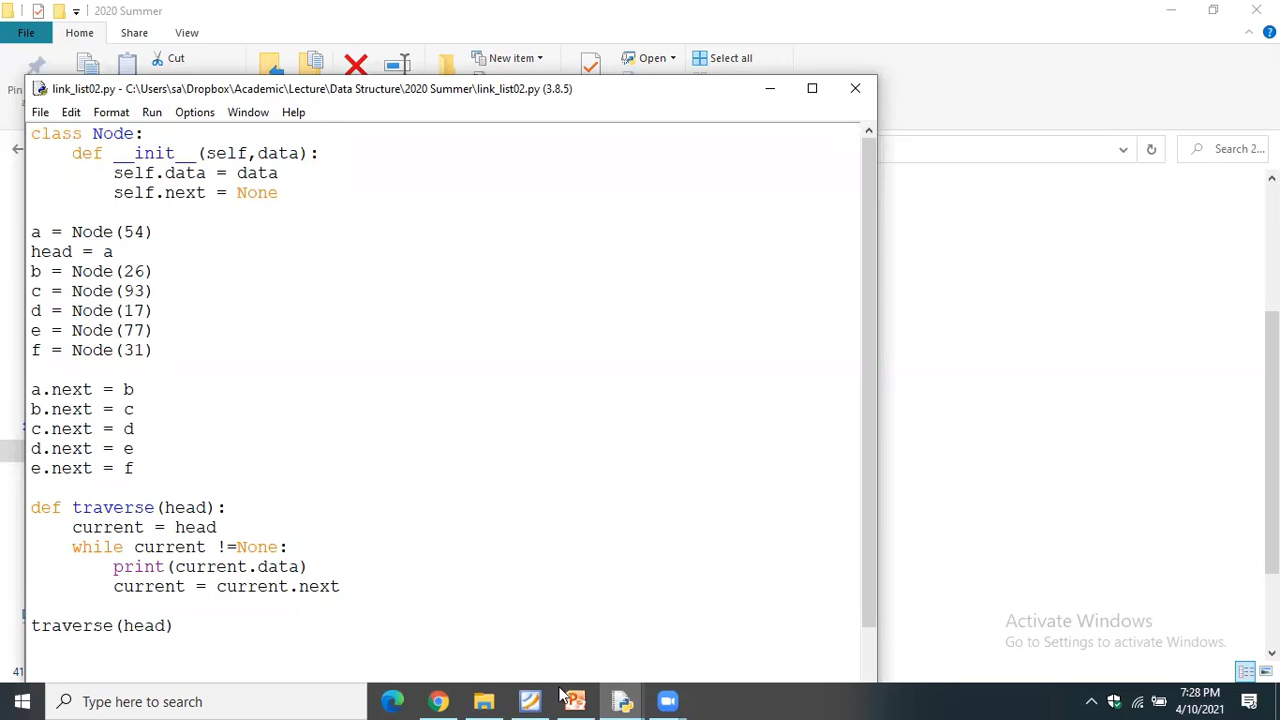 2020 Summer
File Home Share View
Cut
New item
Open
Select all
Pin
link_list02.py - C:\Users\sa\Dropbox\Academic\Lecture\Data Structure\2020 Summer\link_list02.py (3.8.5)
File Edit Format Run Options Window Help
Search 2...
class Node:
    def __init__(self,data):
        self.data = data
        self.next = None
a = Node(54)
head = a
b = Node(26)
c = Node(93)
d = Node(17)
e = Node(77)
f = Node(31)
a.next = b
b.next = c
c.next = d
d.next = e
e.next = f
def traverse(head):
    current = head
    while current !=None:
        print(current.data)
        current = current.next
traverse(head)
Activate Windows
Go to Settings to activate Windows.
41
Type here to search
7:28 PM
4/10/2021